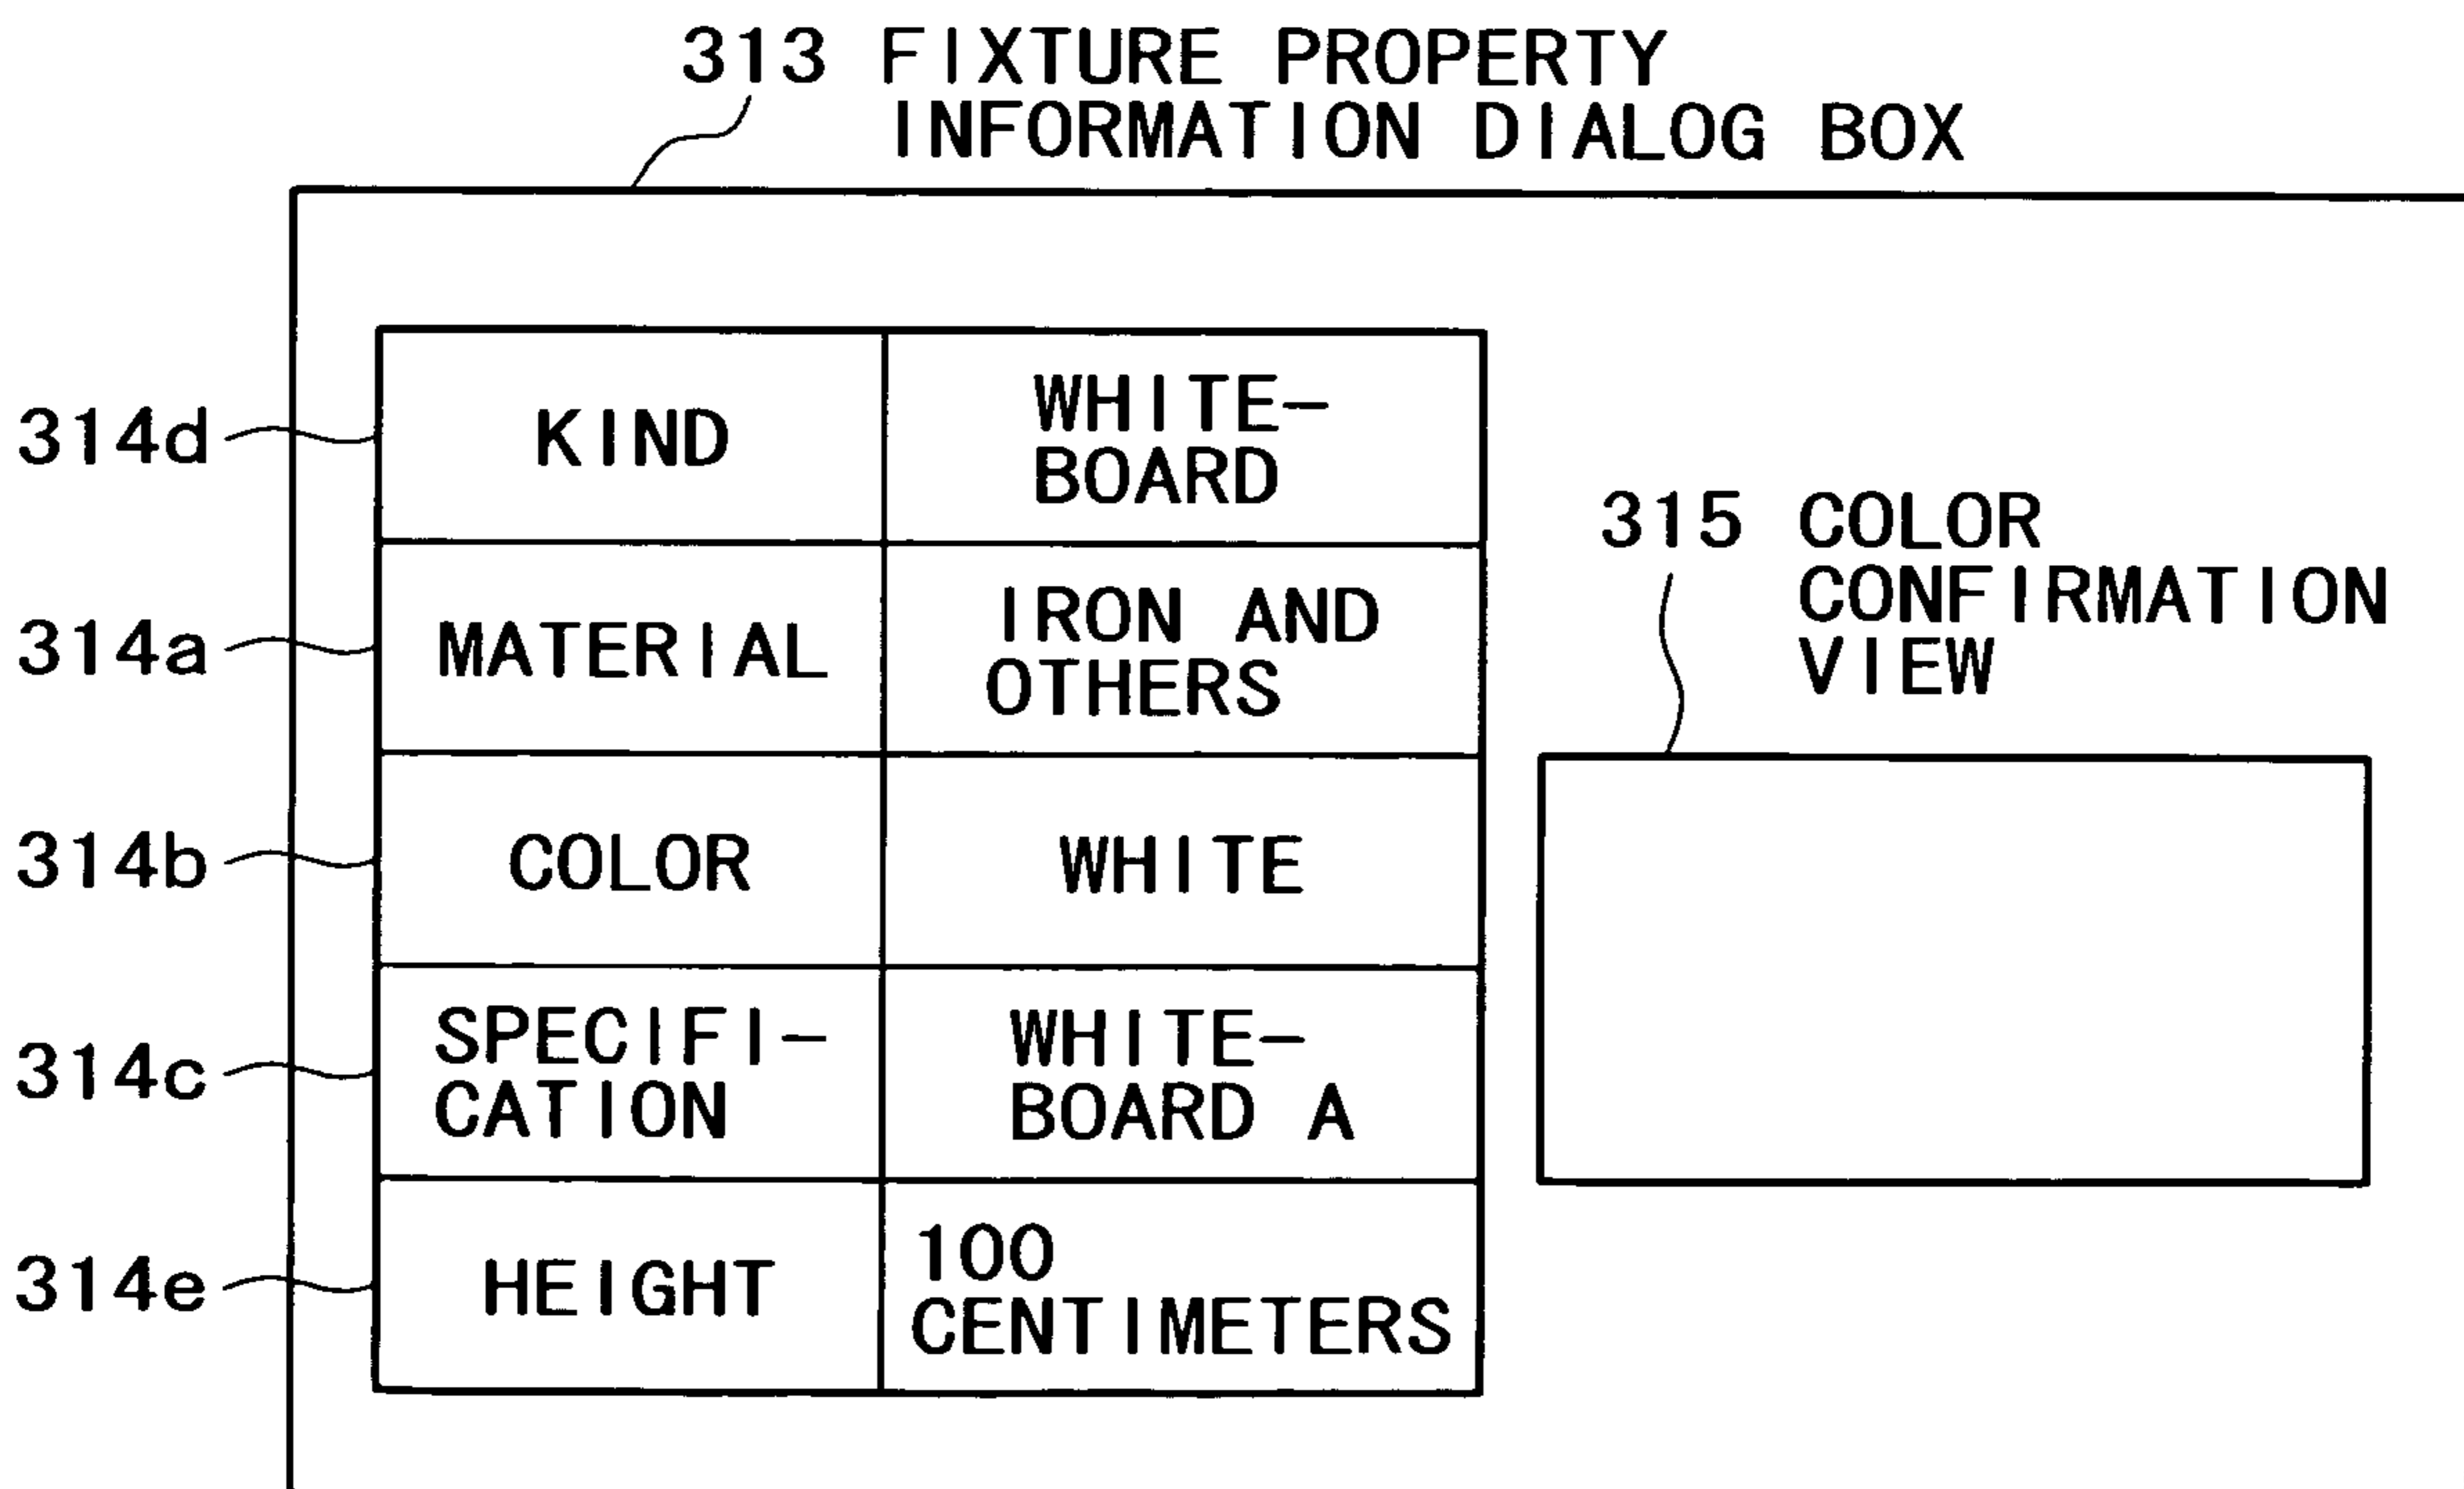 313 FIXTURE PROPERTY
INFORMATION DIALOG BOX
314d KIND WHITE-
BOARD
315 COLOR
CONFIRMATION
VIEW
314a MATERIAL IRON AND
OTHERS
314b COLOR WHITE
314c SPECIFI-
CATION
WHITE-
BOARD A
314e HEIGHT 100
CENTIMETERS